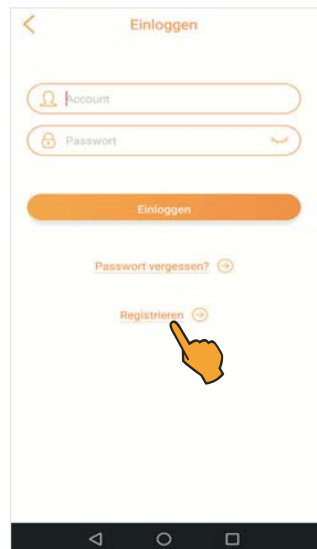 Einloggen
Account
Passwort
Einloggen
Passwort vergessen?
Registrieren